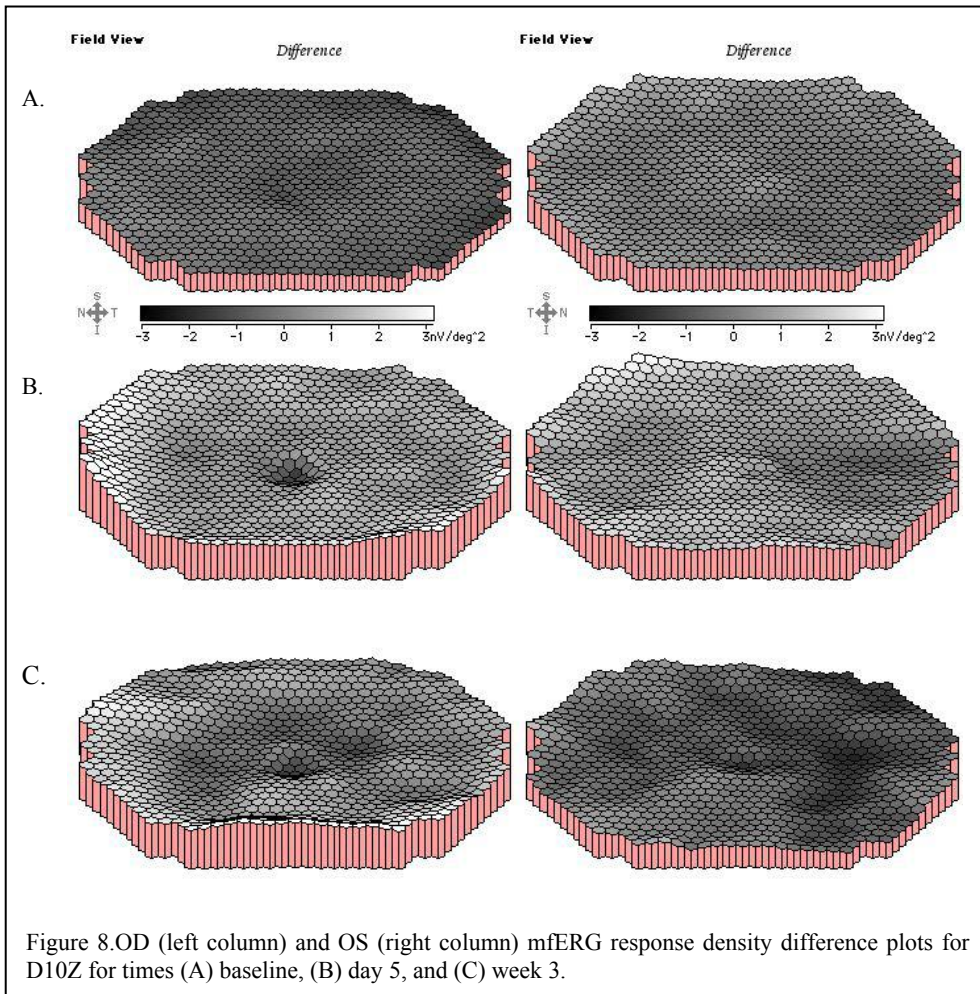 Field View
Difference
Field View
Difference
A.
S
N T
I
-3 -2 -1 0 1 2 3nV/deg^2
S
T N
I
-3 -2 -1 0 1 2 3nV/deg^2
B.
C.
Figure 8.OD (left column) and OS (right column) mfERG response density difference plots for
D10Z for times (A) baseline, (B) day 5, and (C) week 3.